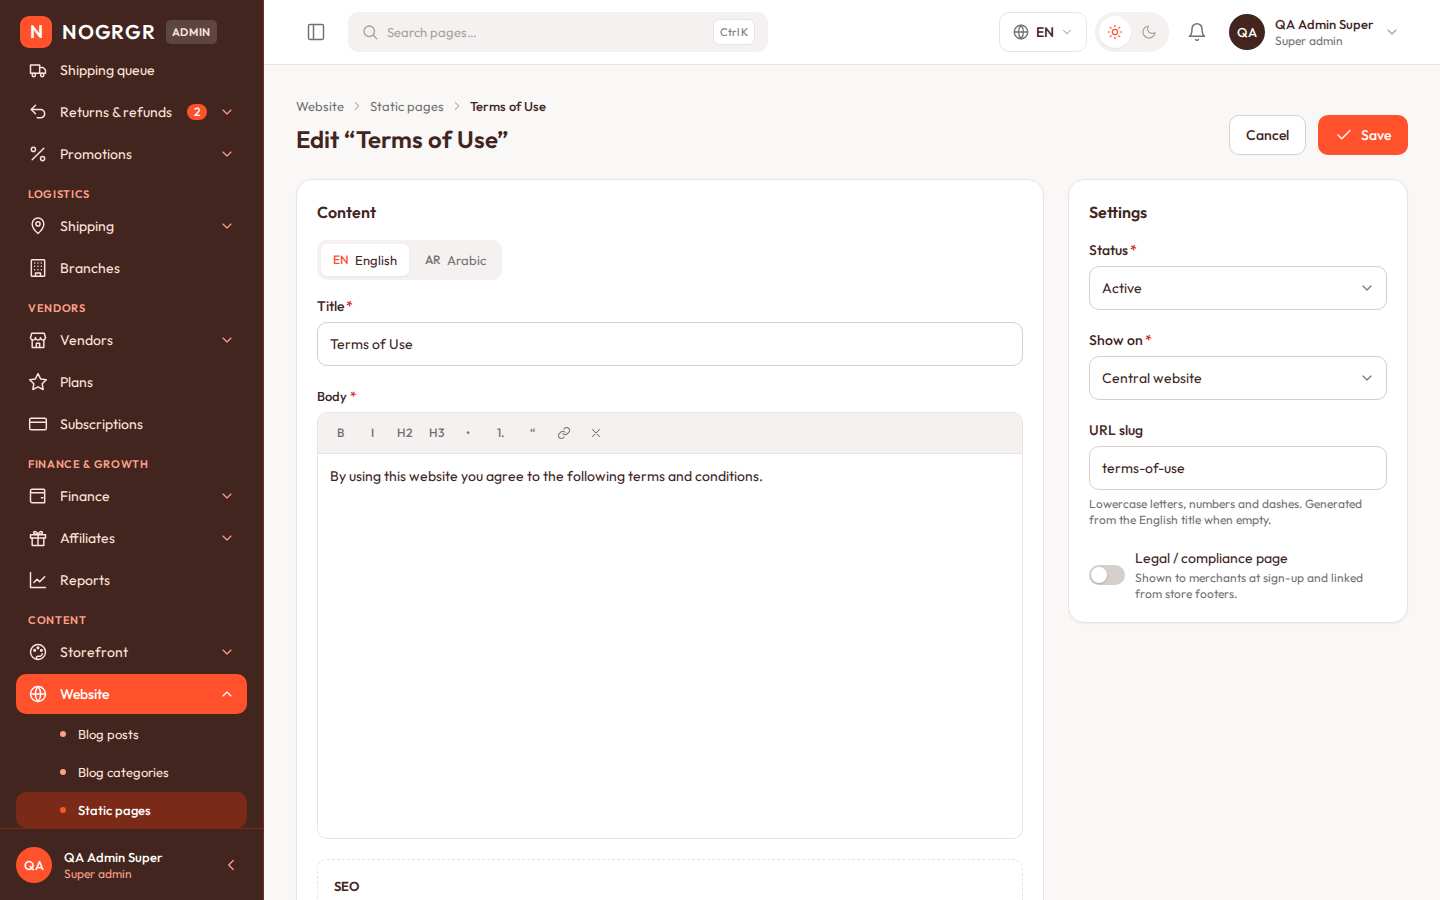 N NOGRGR ADMIN
Search pages...
Ctrl K
EN
QA
QA Admin Super
Super admin
Shipping queue
Returns & refunds 2
Promotions
LOGISTICS
Shipping
Branches
VENDORS
Vendors
Plans
Subscriptions
FINANCE & GROWTH
Finance
Affiliates
Reports
CONTENT
Storefront
Website
Blog posts
Blog categories
Static pages
QA
QA Admin Super
Super admin
Website > Static pages > Terms of Use
Edit “Terms of Use”
Cancel
Save
Content
EN English AR Arabic
Title *
Terms of Use
Body *
B I H2 H3 • 1. “
By using this website you agree to the following terms and conditions.
SEO
Settings
Status *
Active
Show on *
Central website
URL slug
terms-of-use
Lowercase letters, numbers and dashes. Generated
from the English title when empty.
Legal / compliance page
Shown to merchants at sign-up and linked
from store footers.